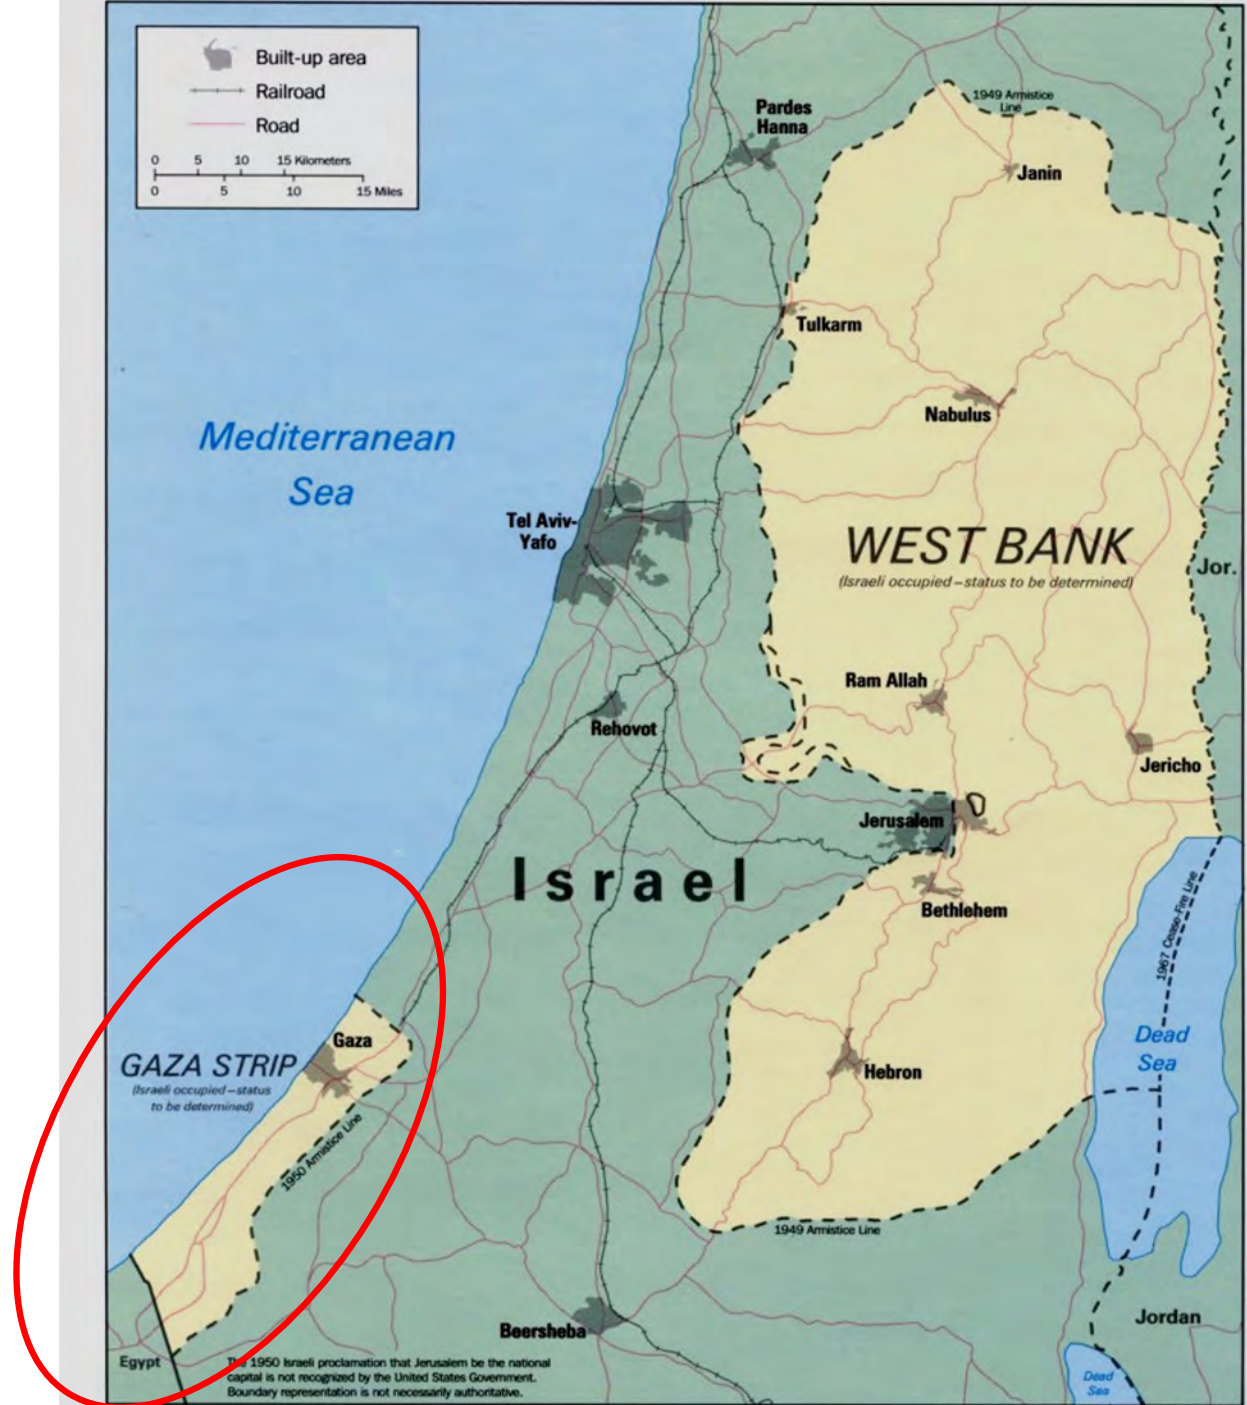 Built-up area
Railroad
Road
0 5 10 15 Kilometers
0 5 10 15 Miles
1949 Armistice
Line
Pardes
Hanna
Janin
Tulkarm
Nabulus
Mediterranean
Sea
Tel Aviv-
Yafo
WEST BANK
(Israeli occupied–status to be determined)
Jor.
Ram Allah
Rehovot
Jericho
Jerusalem
Israel
Bethlehem
1967 Cease-Fire Line
Gaza
GAZA STRIP
(Israeli occupied–status
to be determined)
Dead
Sea
Hebron
1950 Armistice Line
1949 Armistice Line
Jordan
Beersheba
Egypt
The 1950 Israeli proclamation that Jerusalem be the national
capital is not recognized by the United States Government.
Boundary representation is not necessarily authoritative.
Dead
Sea